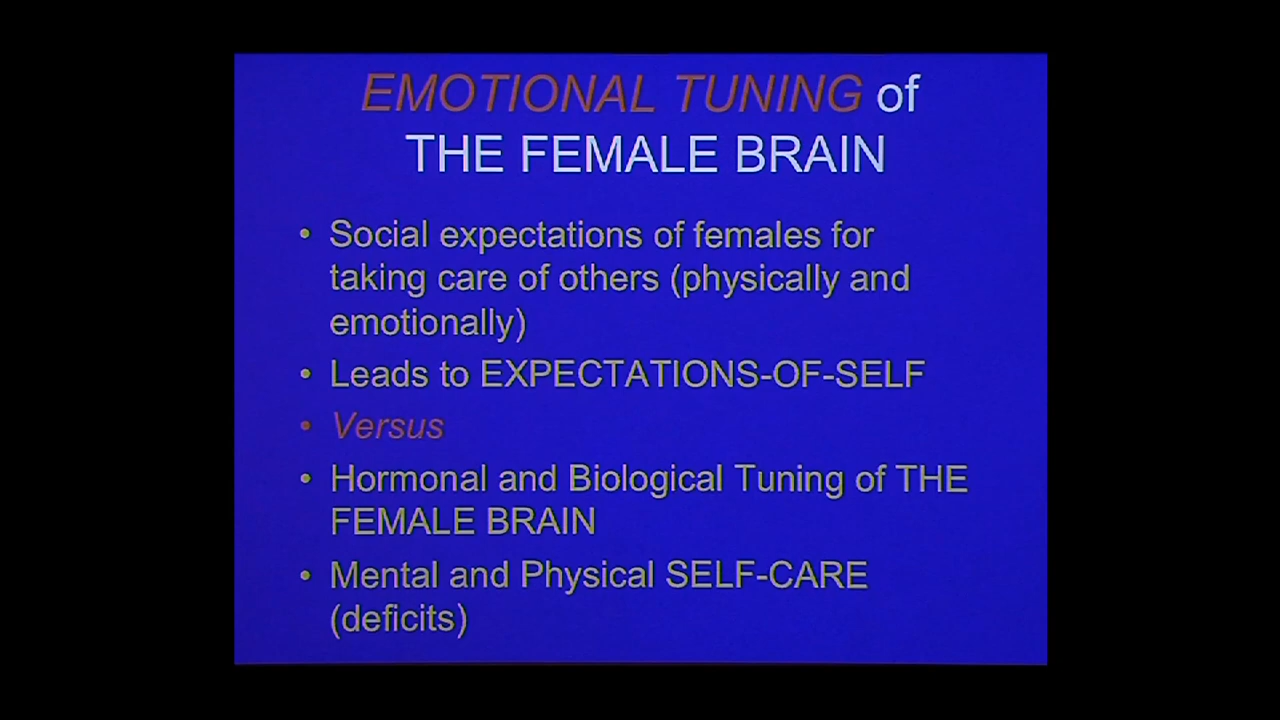 EMOTIONAL TUNING of
THE FEMALE BRAIN
• Social expectations of females for
taking care of others (physically and
emotionally)
• Leads to EXPECTATIONS-OF-SELF
• Versus
• Hormonal and Biological Tuning of THE
FEMALE BRAIN
• Mental and Physical SELF-CARE
(deficits)